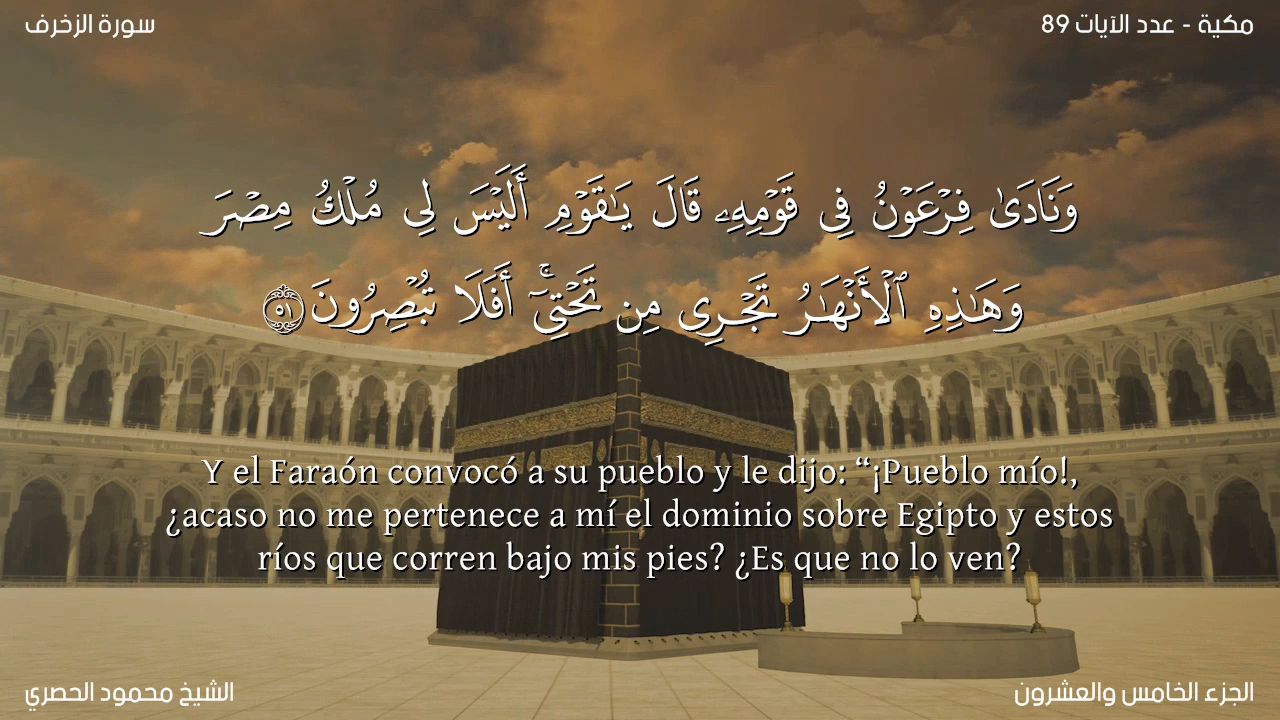 مكية - عدد الآيات 89
سورة الزخرف
وَنَادَىٰ فِرْعَوْنُ فِى قَوْمِهِۦ قَالَ يَـٰقَوْمِ أَلَيْسَ لِى مُلْكُ مِصْرَ
وَهَـٰذِهِ ٱلْأَنْهَـٰرُ تَجْرِى مِن تَحْتِىٓ ۚ أَفَلَا تُبْصِرُونَ ٥١
Y el Faraón convocó a su pueblo y le dijo: “¡Pueblo mío!,
¿acaso no me pertenece a mí el dominio sobre Egipto y estos
ríos que corren bajo mis pies? ¿Es que no lo ven?
الجزء الخامس والعشرون
الشيخ محمود الحصري